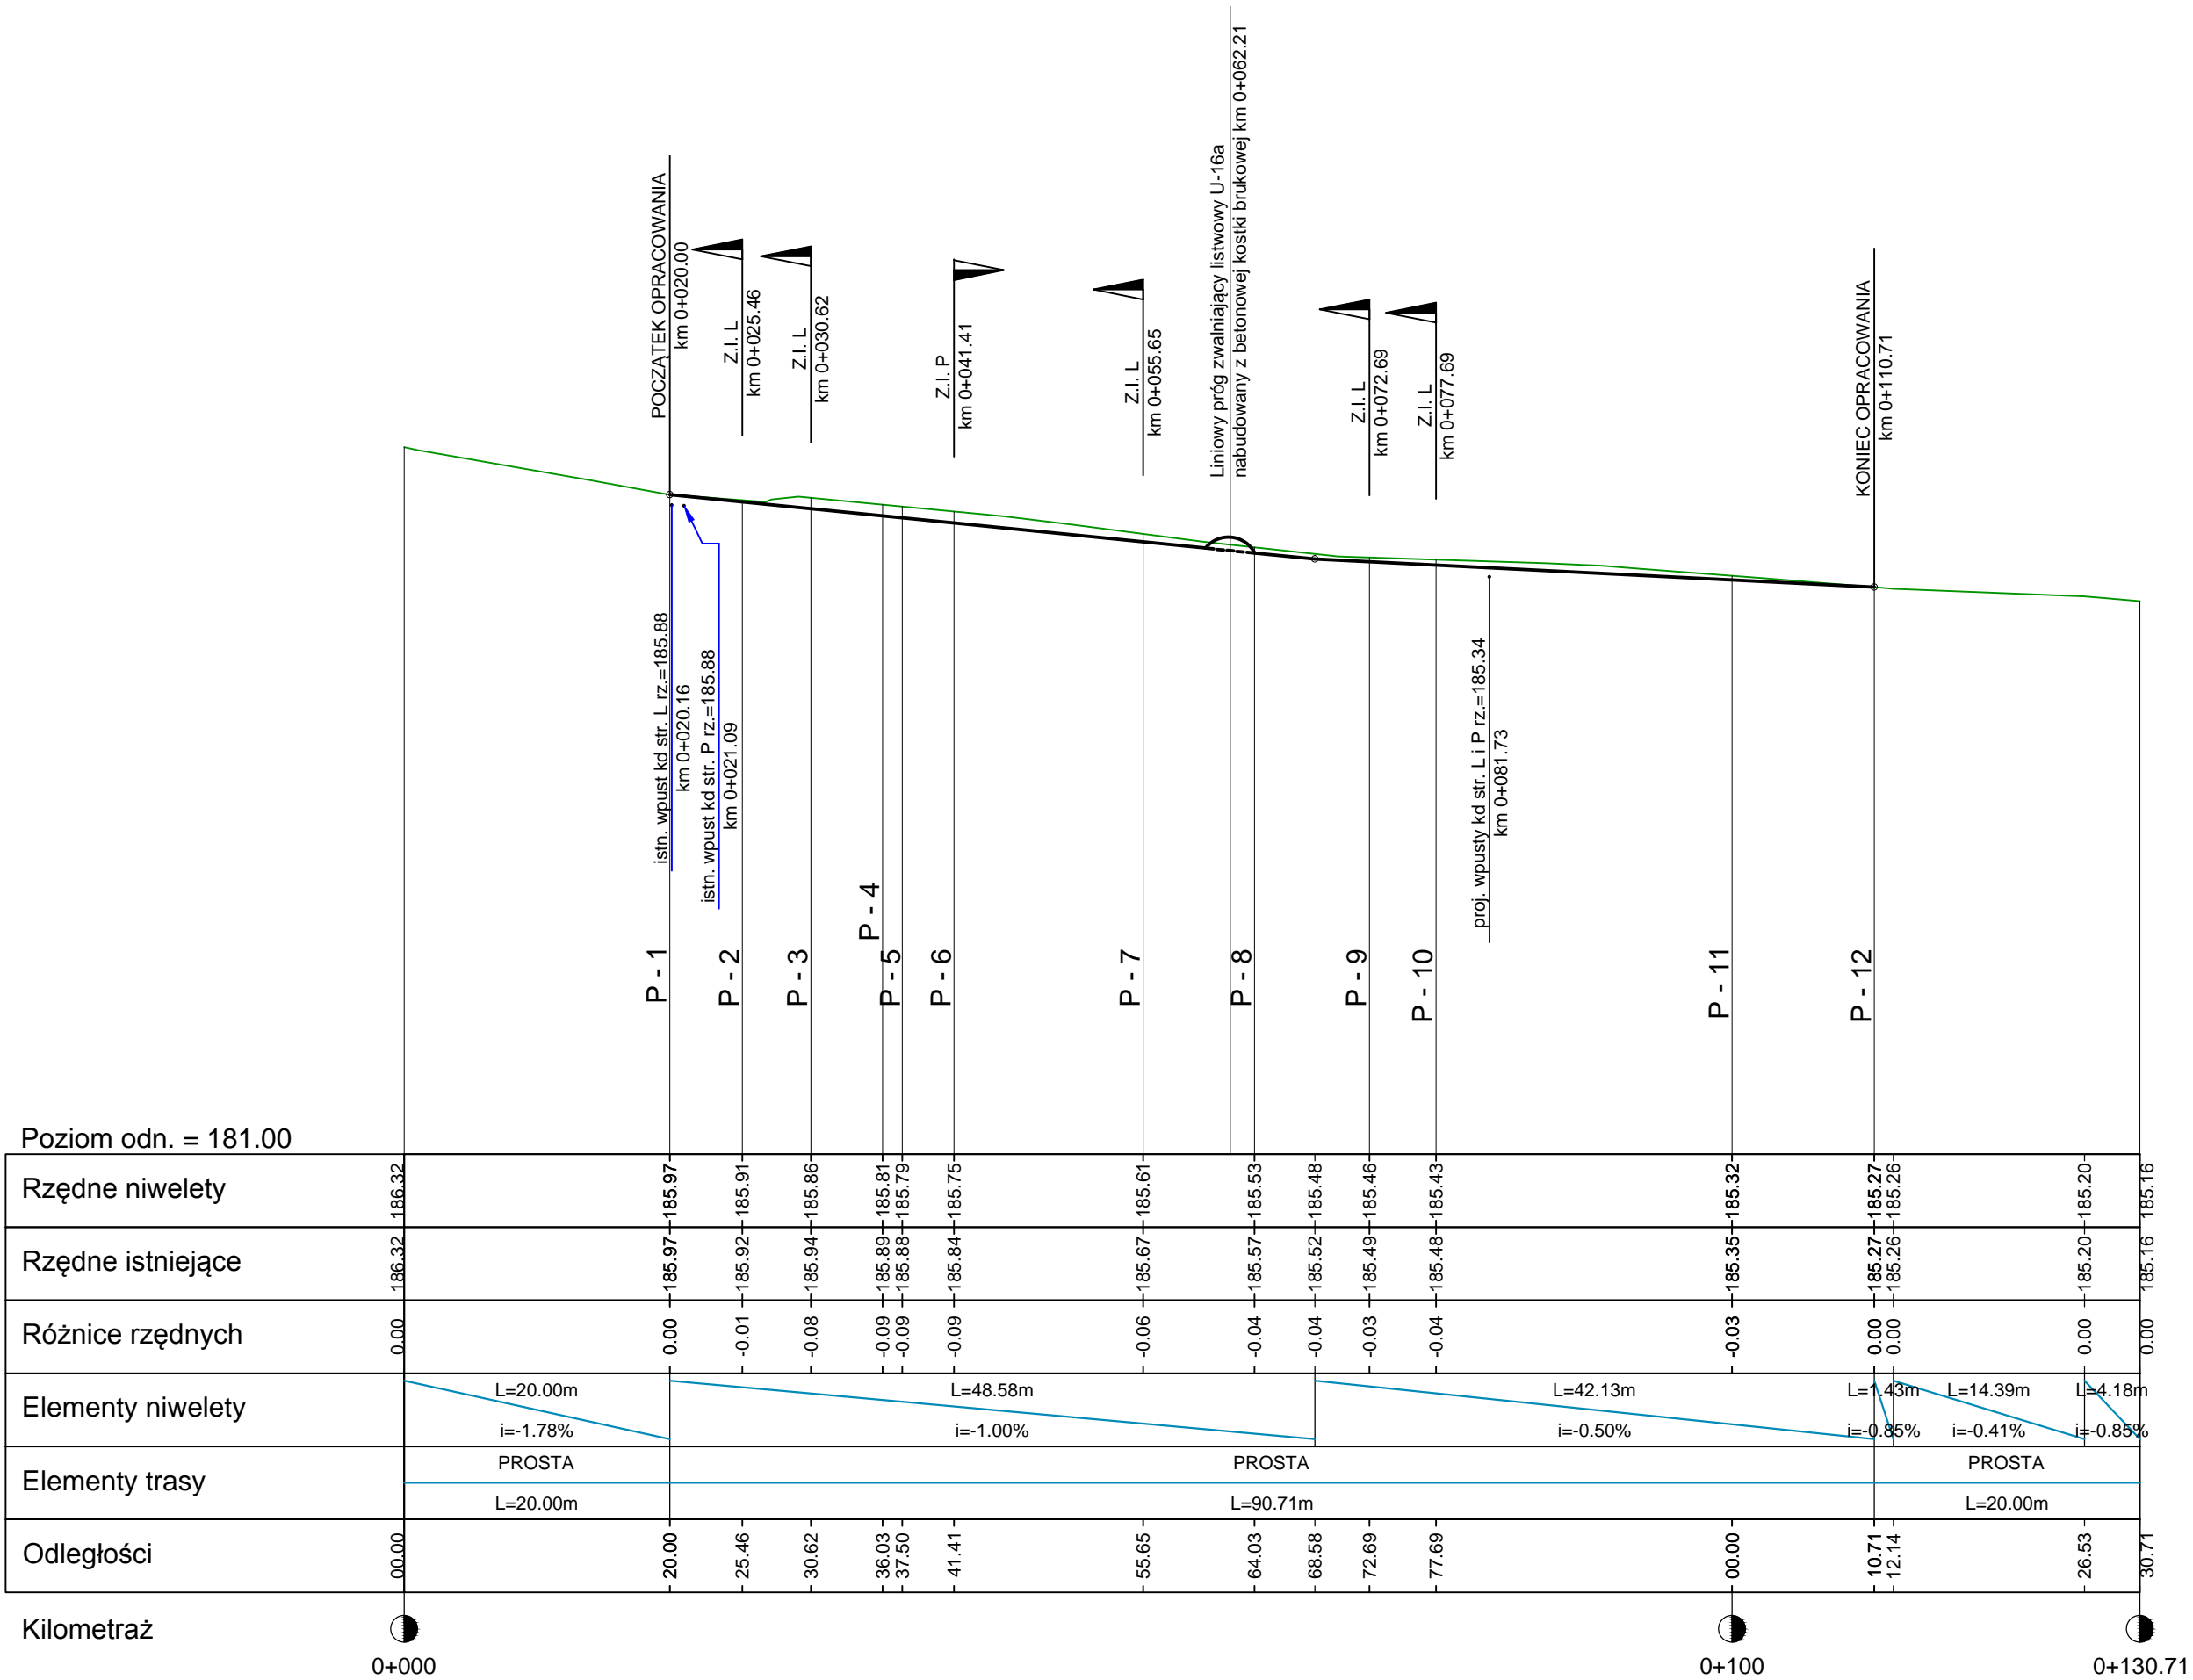 POCZĄTEK OPRACOWANIA
km 0+020.00
Z.I. L
km 0+025.46
Z.I. L
km 0+030.62
Z.I. P
km 0+041.41
Z.I. L
km 0+055.65
Liniowy próg zwalniający listwowy U-16a
nabudowany z betonowej kostki brukowej km 0+062.21
Z.I. L
km 0+072.69
Z.I. L
km 0+077.69
KONIEC OPRACOWANIA
km 0+110.71
istn. wpust kd str. L rz.=185.88
km 0+020.16
istn. wpust kd str. P rz.=185.88
km 0+021.09
proj. wpusty kd str. L i P rz.=185.34
km 0+081.73
P - 1
P - 2
P - 3
P - 4
P - 5
P - 6
P - 7
P - 8
P - 9
P - 10
P - 11
P - 12
Poziom odn. = 181.00
Rzędne niwelety
186.32
185.97
185.91
185.86
185.81
185.79
185.75
185.61
185.53
185.48
185.46
185.43
185.32
185.27
185.26
185.20
185.16
Rzędne istniejące
186.32
185.97
185.92
185.94
185.89
185.88
185.84
185.67
185.57
185.52
185.49
185.48
185.35
185.27
185.26
185.20
185.16
Różnice rzędnych
0.00
0.00
-0.01
-0.08
-0.09
-0.09
-0.09
-0.06
-0.04
-0.04
-0.03
-0.04
-0.03
0.00
0.00
0.00
0.00
Elementy niwelety
L=20.00m
i=-1.78%
L=48.58m
i=-1.00%
L=42.13m
i=-0.50%
L=1.43m
i=-0.85%
L=14.39m
i=-0.41%
L=4.18m
i=-0.85%
Elementy trasy
PROSTA
L=20.00m
PROSTA
L=90.71m
PROSTA
L=20.00m
Odległości
00.00
20.00
25.46
30.62
36.03
37.50
41.41
55.65
64.03
68.58
72.69
77.69
00.00
10.71
12.14
26.53
30.71
Kilometraż
0+000
0+100
0+130.71